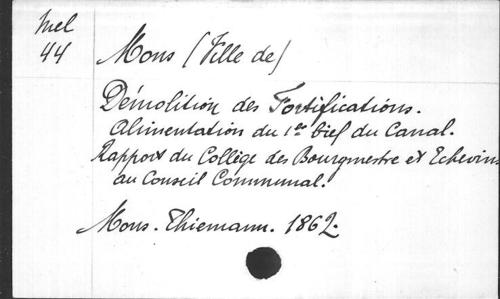 Mel
44
Mons (Ville de)
Démolition des Fortifications.
Alimentation du 1er bief du Canal.
Rapport du Collège des Bourgmestre et Echevins
au Conseil Communal.
Mons. Thiemann. 1862.